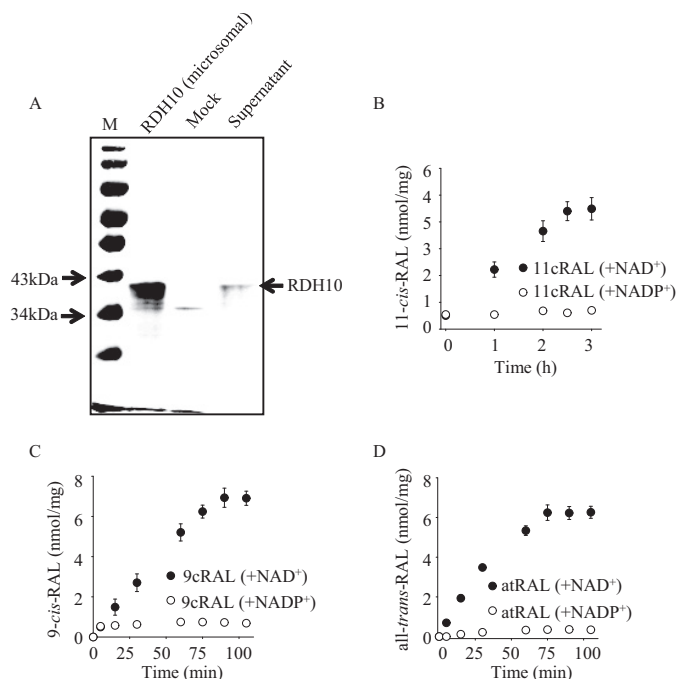 A
M
RDH10 (microsomal)
Mock
Supernatant
43kDa
34kDa
RDH10
B
11-cis-RAL (nmol/mg)
6
5
3
2
1
0
11cRAL (+NAD⁺)
11cRAL (+NADP⁺)
0 1 2 3
Time (h)
C
9-cis-RAL (nmol/mg)
8
6
4
2
0
9cRAL (+NAD⁺)
9cRAL (+NADP⁺)
0 25 50 75 100
Time (min)
D
all-trans-RAL (nmol/mg)
8
6
4
2
0
atRAL (+NAD⁺)
atRAL (+NADP⁺)
0 25 50 75 100
Time (min)